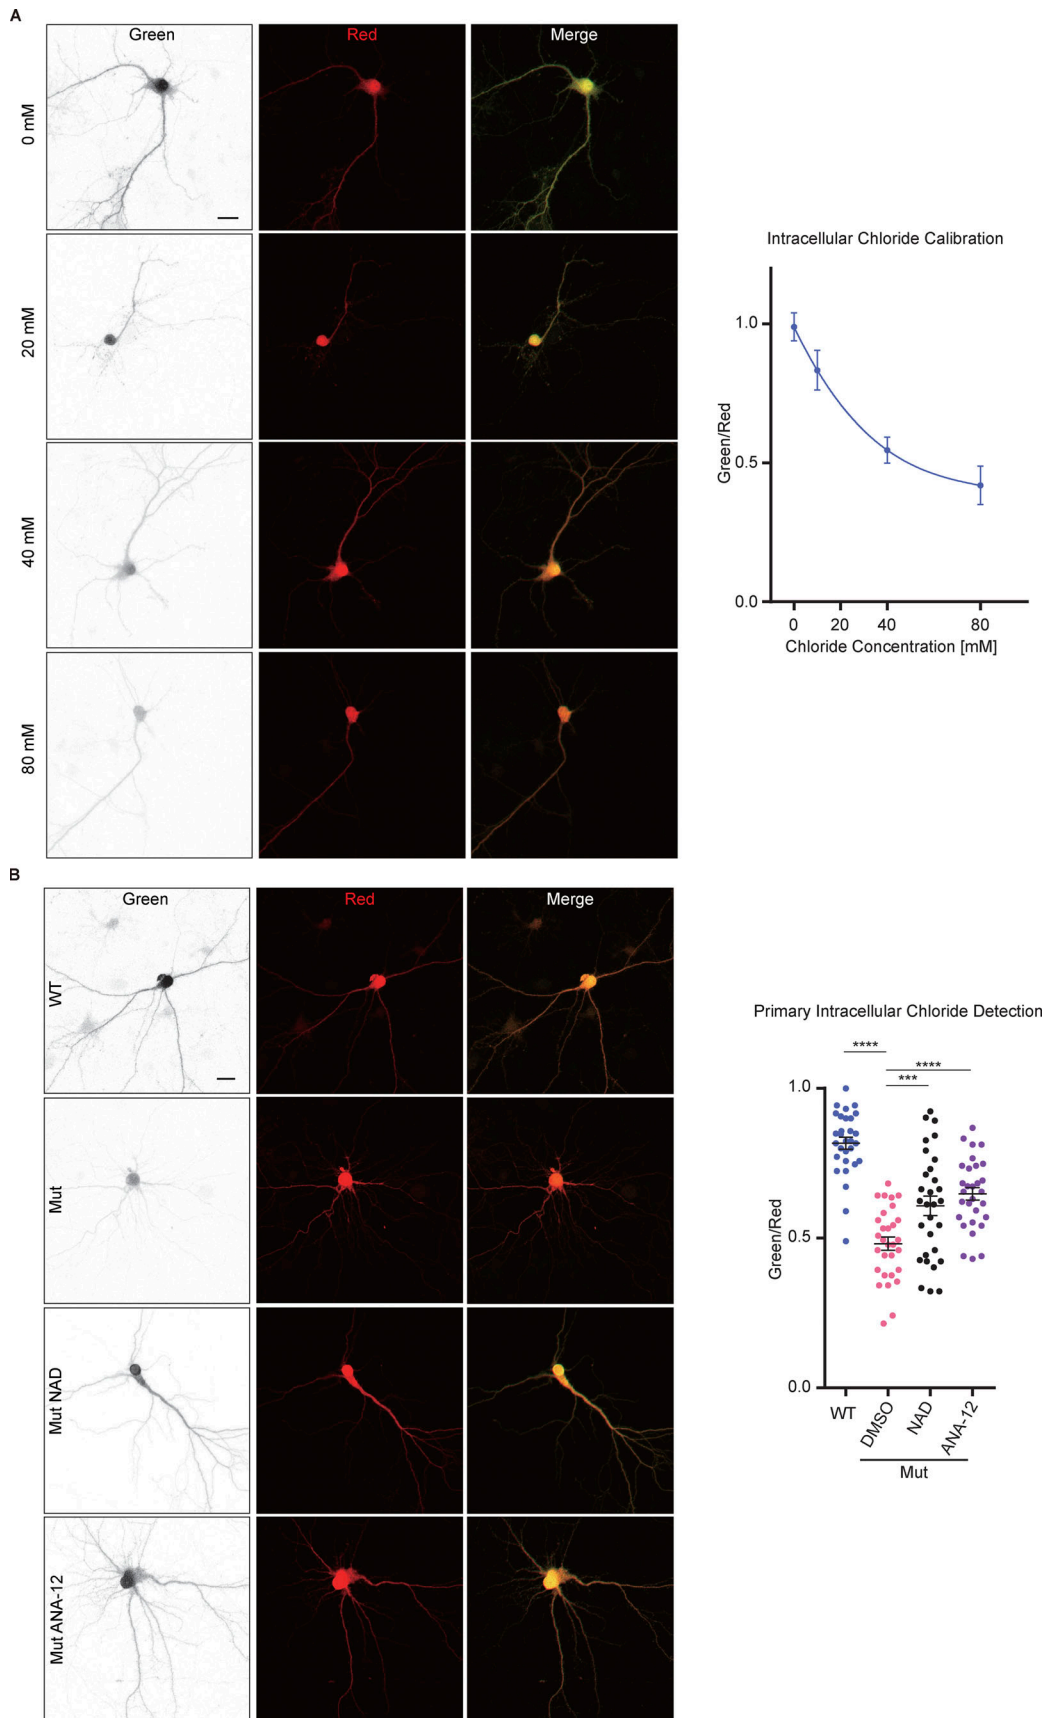 A
Green Red Merge
0 mM
20 mM
40 mM
80 mM
Intracellular Chloride Calibration
Green/Red
1.0
0.5
0.0
0 20 40 80
Chloride Concentration [mM]
B
Green Red Merge
WT
Mut
Mut NAD
Mut ANA-12
Primary Intracellular Chloride Detection
****
****
***
Green/Red
1.0
0.5
0.0
WT DMSO NAD ANA-12
Mut